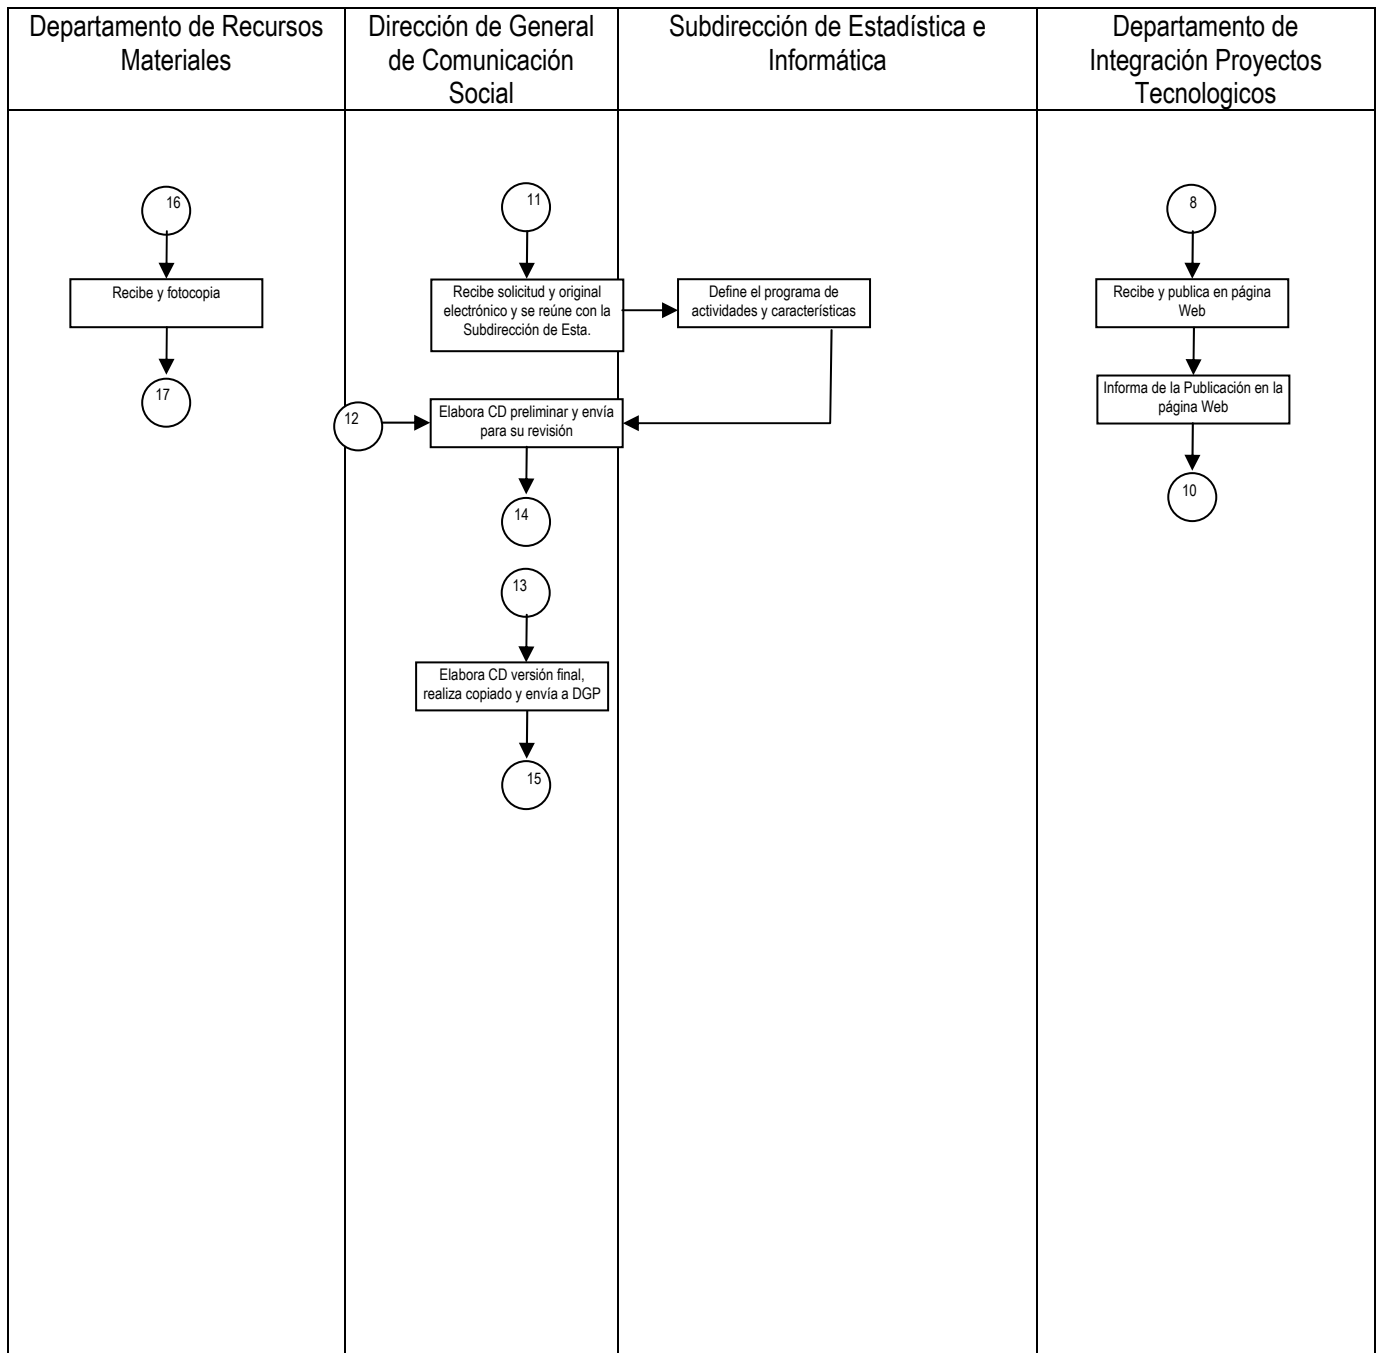 Departamento de Recursos
Materiales
Dirección de General
de Comunicación
Social
Subdirección de Estadística e
Informática
Departamento de
Integración Proyectos
Tecnologicos
16
Recibe y fotocopia
17
11
Recibe solicitud y original
electrónico y se reúne con la
Subdirección de Esta.
Define el programa de
actividades y características
12
Elabora CD preliminar y envía
para su revisión
14
13
Elabora CD versión final,
realiza copiado y envía a DGP
15
8
Recibe y publica en página
Web
Informa de la Publicación en la
página Web
10